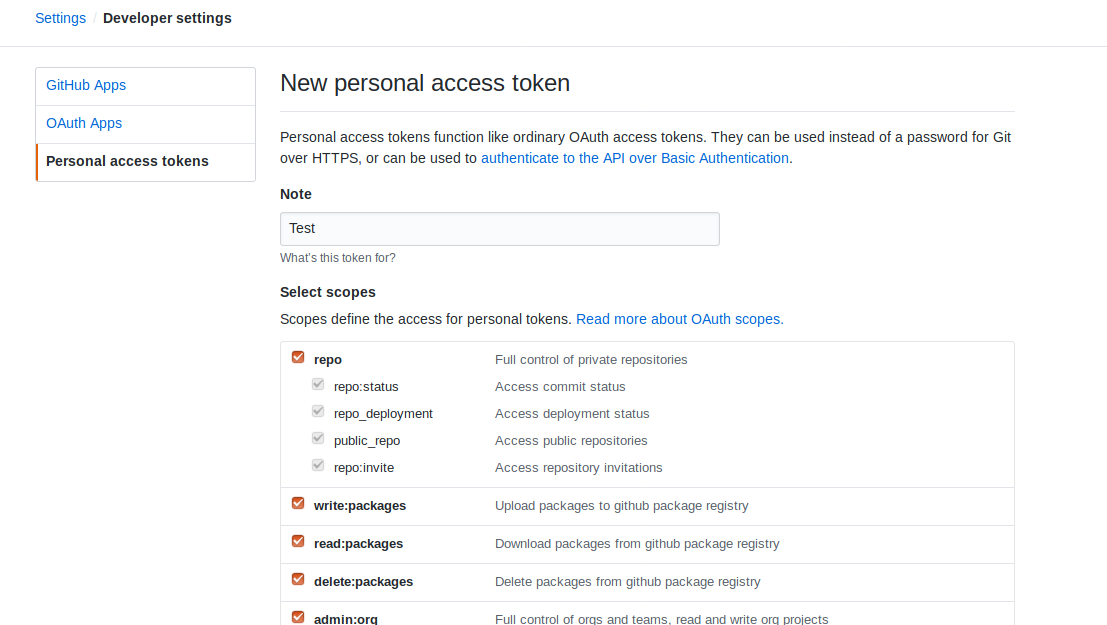 Settings / Developer settings
GitHub Apps
OAuth Apps
Personal access tokens
New personal access token
Personal access tokens function like ordinary OAuth access tokens. They can be used instead of a password for Git
over HTTPS, or can be used to authenticate to the API over Basic Authentication.
Note
Test
What's this token for?
Select scopes
Scopes define the access for personal tokens. Read more about OAuth scopes.
repo Full control of private repositories
repo:status Access commit status
repo_deployment Access deployment status
public_repo Access public repositories
repo:invite Access repository invitations
write:packages Upload packages to github package registry
read:packages Download packages from github package registry
delete:packages Delete packages from github package registry
admin:org Full control of orgs and teams, read and write org projects